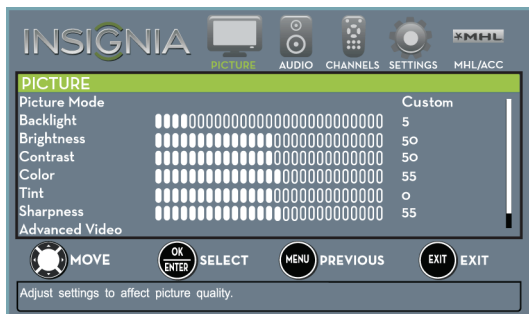 INSIGNIA
PICTURE AUDIO CHANNELS SETTINGS MHL MHL/ACC
PICTURE
Picture Mode Custom
Backlight 5
Brightness 50
Contrast 50
Color 55
Tint 0
Sharpness 55
Advanced Video
MOVE OK ENTER SELECT MENU PREVIOUS EXIT EXIT
Adjust settings to affect picture quality.